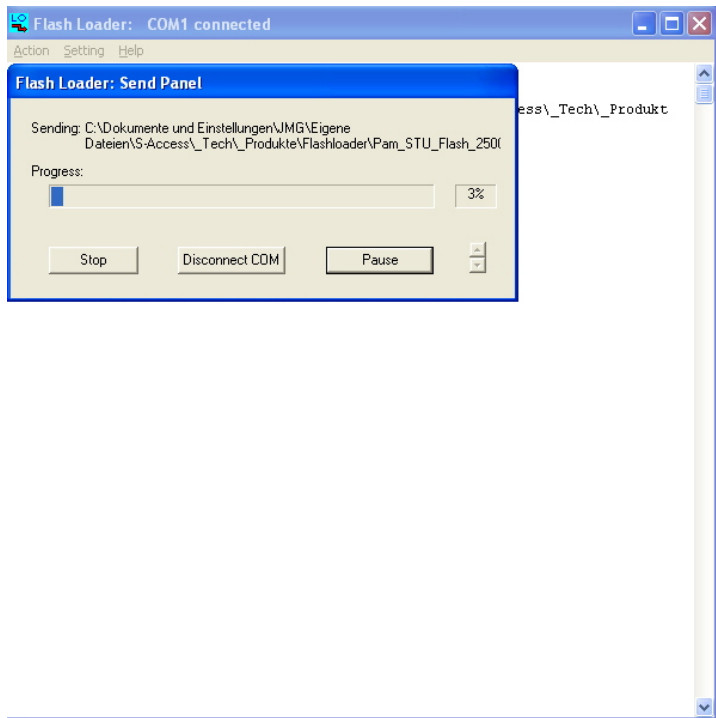 Flash Loader: COM1 connected
Action Setting Help
Flash Loader: Send Panel
ess\_Tech\_Produkt
Sending: C:\Dokumente und Einstellungen\JMG\Eigene
Dateien\S-Access\_Tech\_Produkte\Flashloader\Pam_STU_Flash_250
Progress:
3%
Stop Disconnect COM Pause